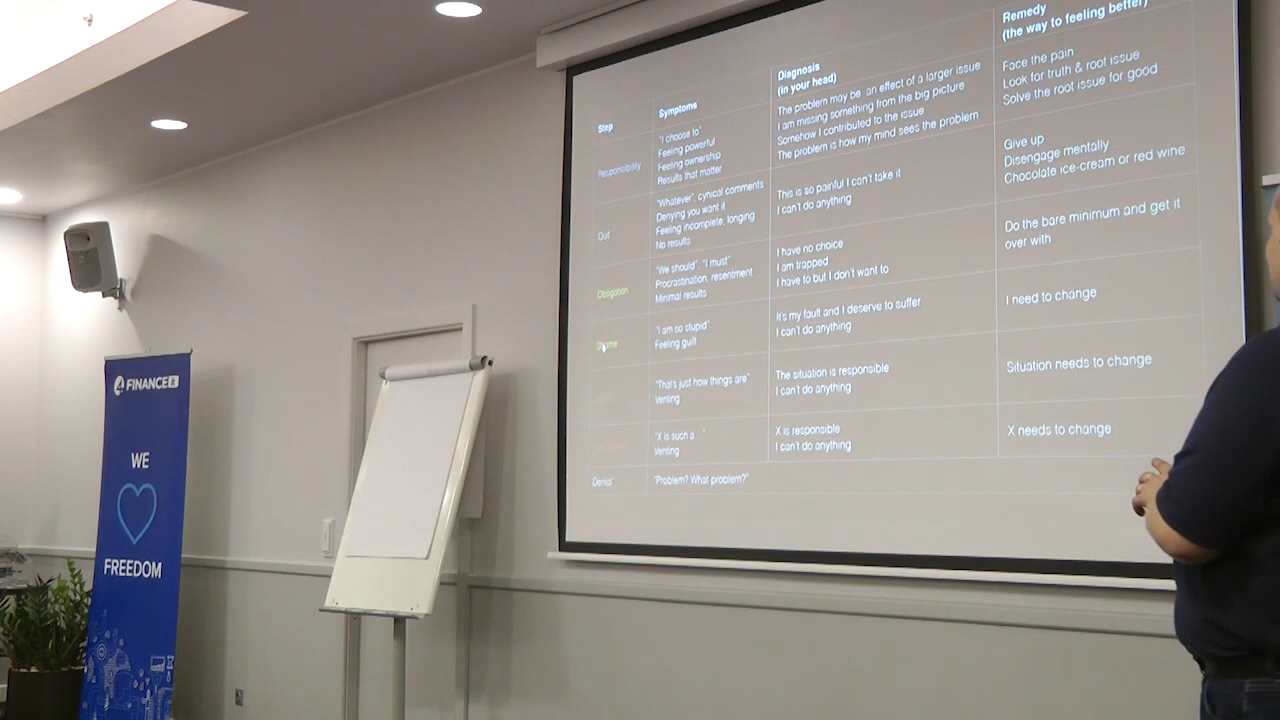 Step
Symptoms
Diagnosis
(in your head)
Remedy
(the way to feeling better)
Responsibility
"I choose to"
Feeling powerful
Feeling ownership
Results that matter
The problem may be an effect of a larger issue
I am missing something from the big picture
Somehow I contributed to the issue
The problem is how my mind sees the problem
Face the pain
Look for truth & root issue
Solve the root issue for good
Quit
"Whatever", cynical comments
Denying you want it
Feeling incomplete, longing
No results
This is so painful I can't take it
I can't do anything
Give up
Disengage mentally
Chocolate ice-cream or red wine
Obligation
"We should", "I must"
Procrastination, resentment
Minimal results
I have no choice
I am trapped
I have to but I don't want to
Do the bare minimum and get it
over with
Shame
"I am so stupid"
Feeling guilt
It's my fault and I deserve to suffer
I can't do anything
I need to change
"That's just how things are"
Venting
The situation is responsible
I can't do anything
Situation needs to change
"X is such a..."
Venting
X is responsible
I can't do anything
X needs to change
Denial
"Problem? What problem?"
4FINANCE
WE
FREEDOM